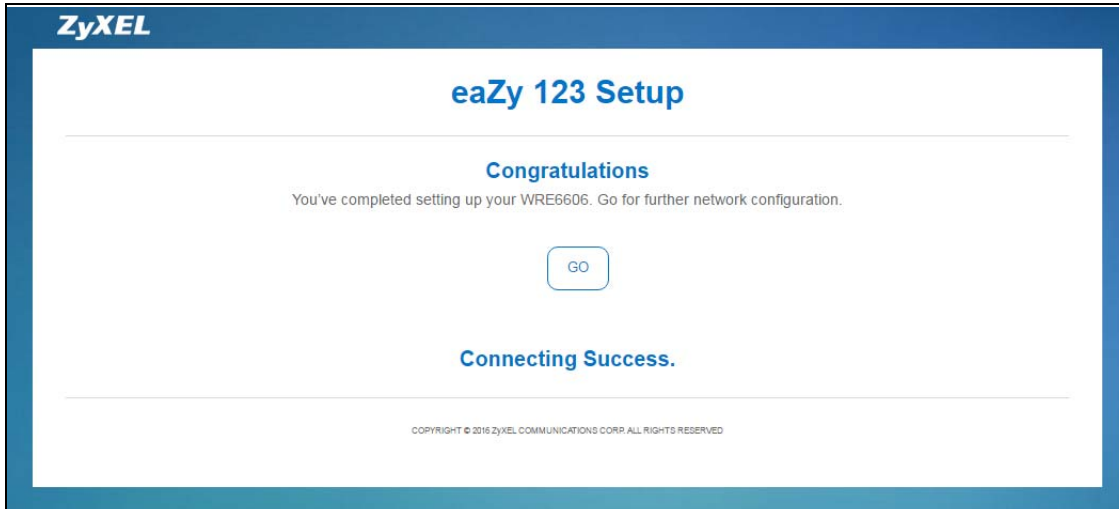 ZyXEL
eaZy 123 Setup
Congratulations
You've completed setting up your WRE6606. Go for further network configuration.
GO
Connecting Success.
COPYRIGHT © 2016 ZyXEL COMMUNICATIONS CORP. ALL RIGHTS RESERVED